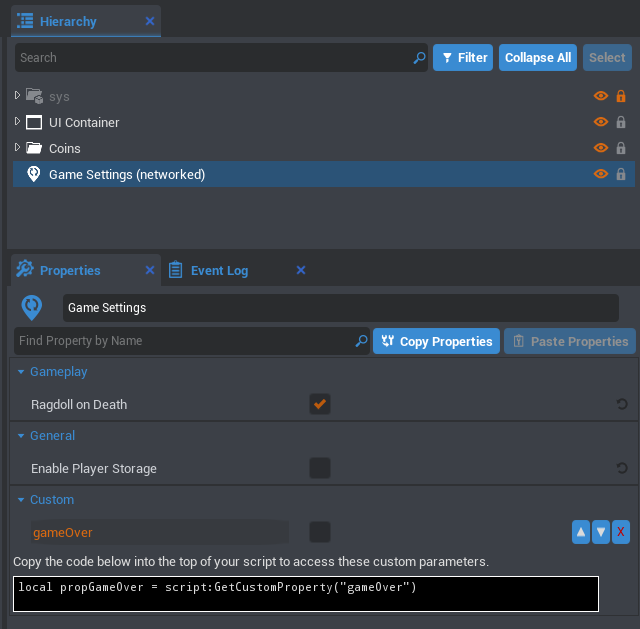 Hierarchy
Search
Filter
Collapse All
Select
sys
UI Container
Coins
Game Settings (networked)
Properties
Event Log
Game Settings
Find Property by Name
Copy Properties
Paste Properties
Gameplay
Ragdoll on Death
General
Enable Player Storage
Custom
gameOver
X
Copy the code below into the top of your script to access these custom parameters.
local propGameOver = script:GetCustomProperty("gameOver")